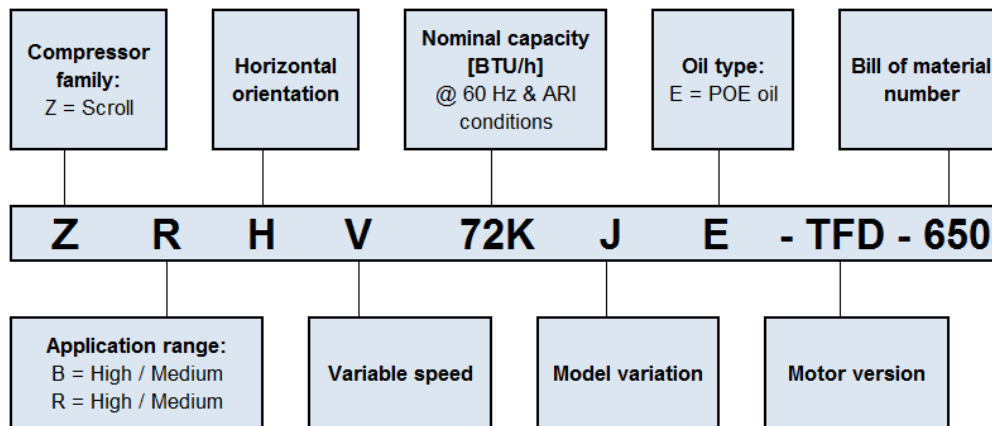 Compressor
family:
Z = Scroll
Horizontal
orientation
Nominal capacity
[BTU/h]
@ 60 Hz & ARI
conditions
Oil type:
E = POE oil
Bill of material
number
Z R H V 72K J E - TFD - 650
Application range:
B = High / Medium
R = High / Medium
Variable speed
Model variation
Motor version